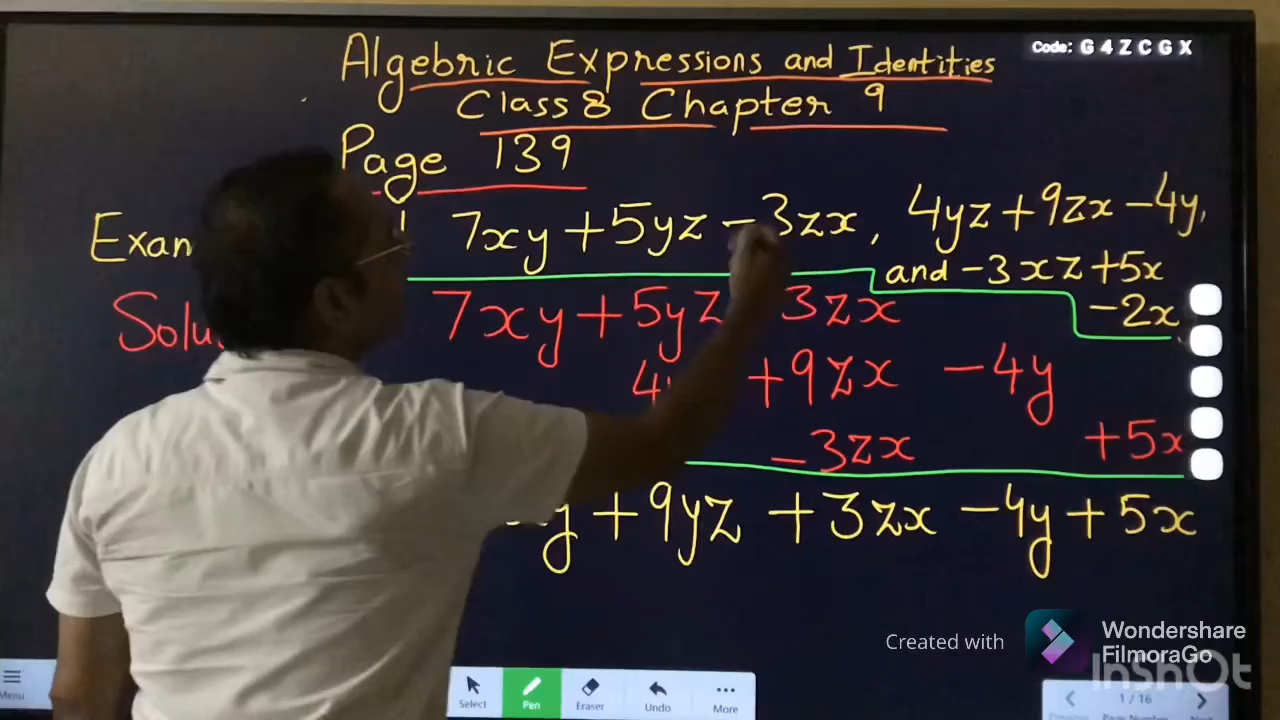 Code: G 4 Z C G X
Algebric Expressions and Identities
Class 8 Chapter 9
Page 139
7xy + 5yz - 3zx, 4yz + 9zx - 4y,
and -3xz + 5x
- 2x
7xy + 5yz 3zx
+ 9zx - 4y
- 3zx + 5x
y + 9yz + 3zx - 4y + 5x
Created with
Wondershare
FilmoraGo
InShOt
Menu
Select
Pen
Eraser
Undo
More
1 / 16